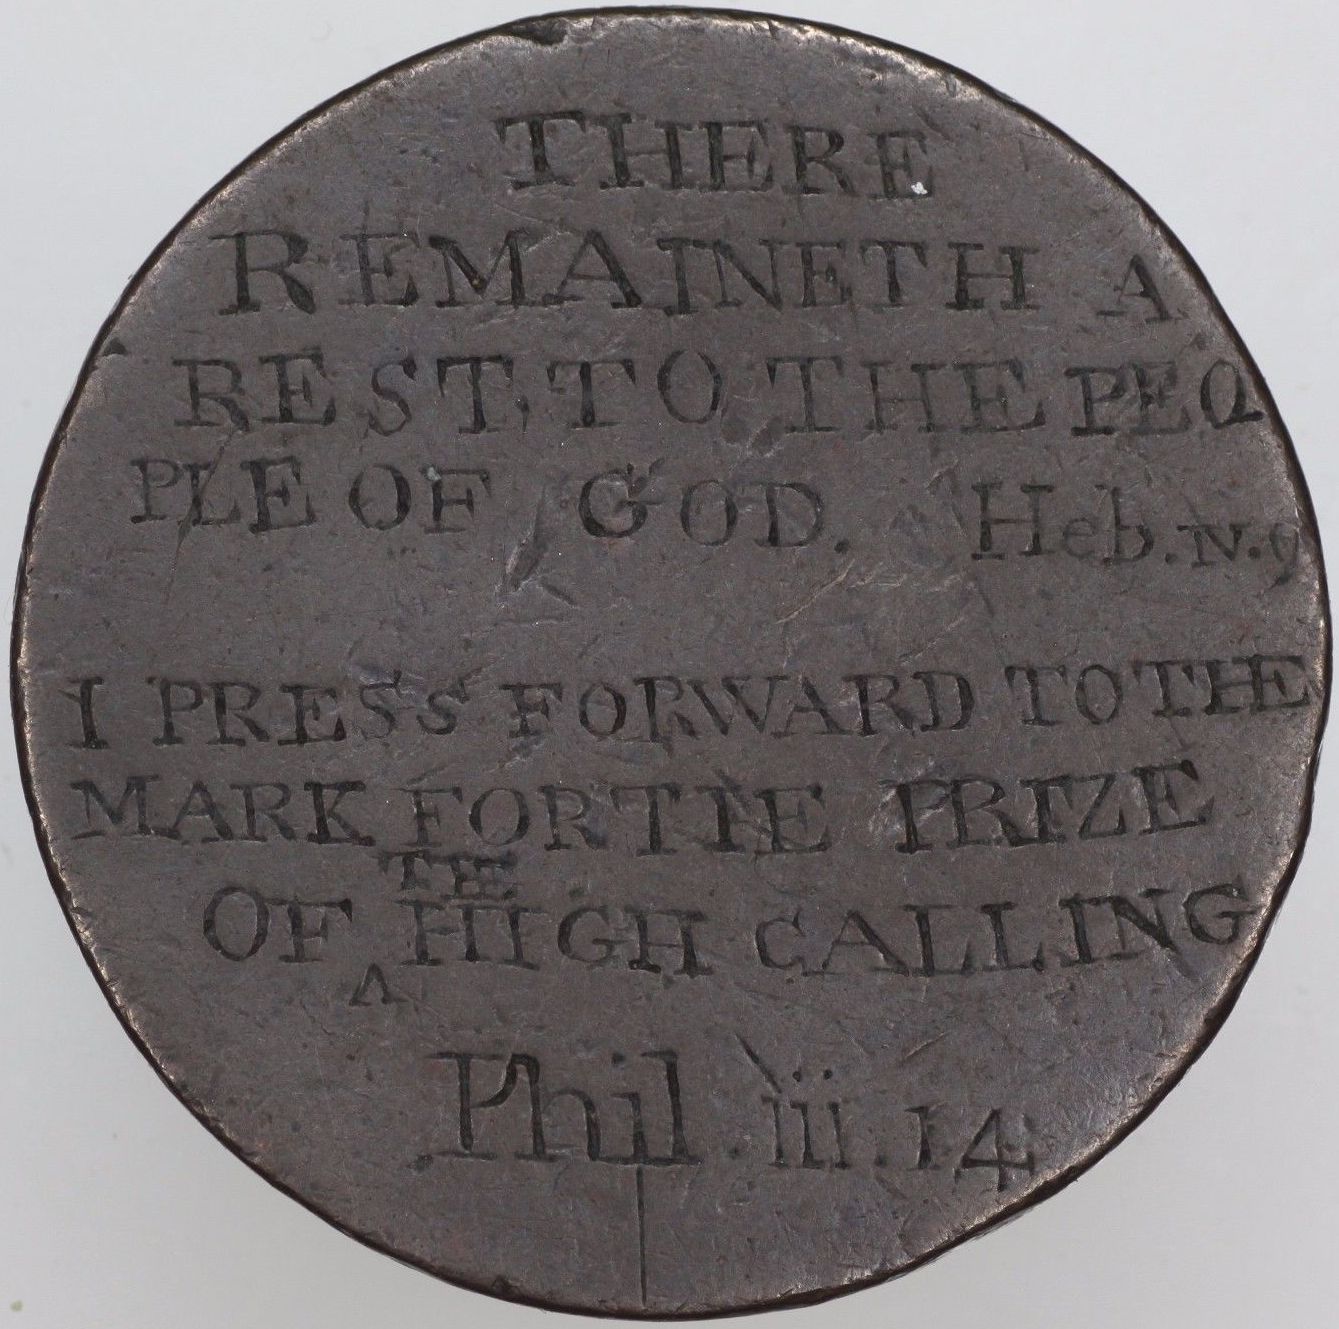 THERE
REMAINETH A
REST, TO THE PEO
PLE OF GOD. Heb. iv. 9
I PRESS FORWARD TO THE
MARK FOR THE PRIZE
THE
OF ^ HIGH CALLING
Phil. iii. 14